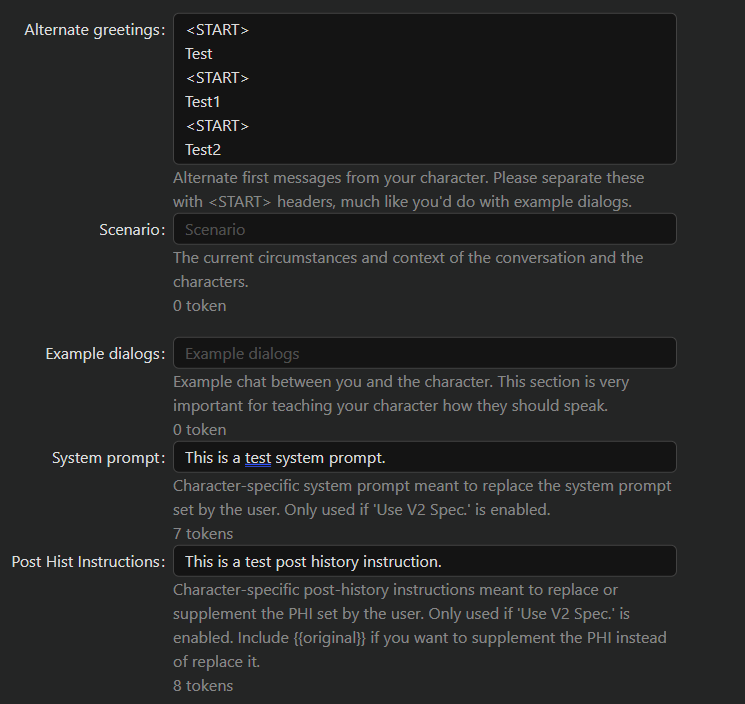 Alternate greetings:
<START>
Test
<START>
Test1
<START>
Test2
Alternate first messages from your character. Please separate these
with <START> headers, much like you'd do with example dialogs.
Scenario:
Scenario
The current circumstances and context of the conversation and the
characters.
0 token
Example dialogs:
Example dialogs
Example chat between you and the character. This section is very
important for teaching your character how they should speak.
0 token
System prompt:
This is a test system prompt.
Character-specific system prompt meant to replace the system prompt
set by the user. Only used if 'Use V2 Spec.' is enabled.
7 tokens
Post Hist Instructions:
This is a test post history instruction.
Character-specific post-history instructions meant to replace or
supplement the PHI set by the user. Only used if 'Use V2 Spec.' is
enabled. Include {{original}} if you want to supplement the PHI instead
of replace it.
8 tokens